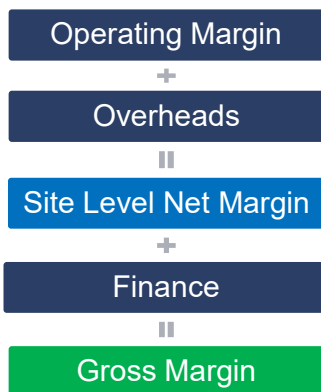 Operating Margin
+
Overheads
=
Site Level Net Margin
+
Finance
=
Gross Margin